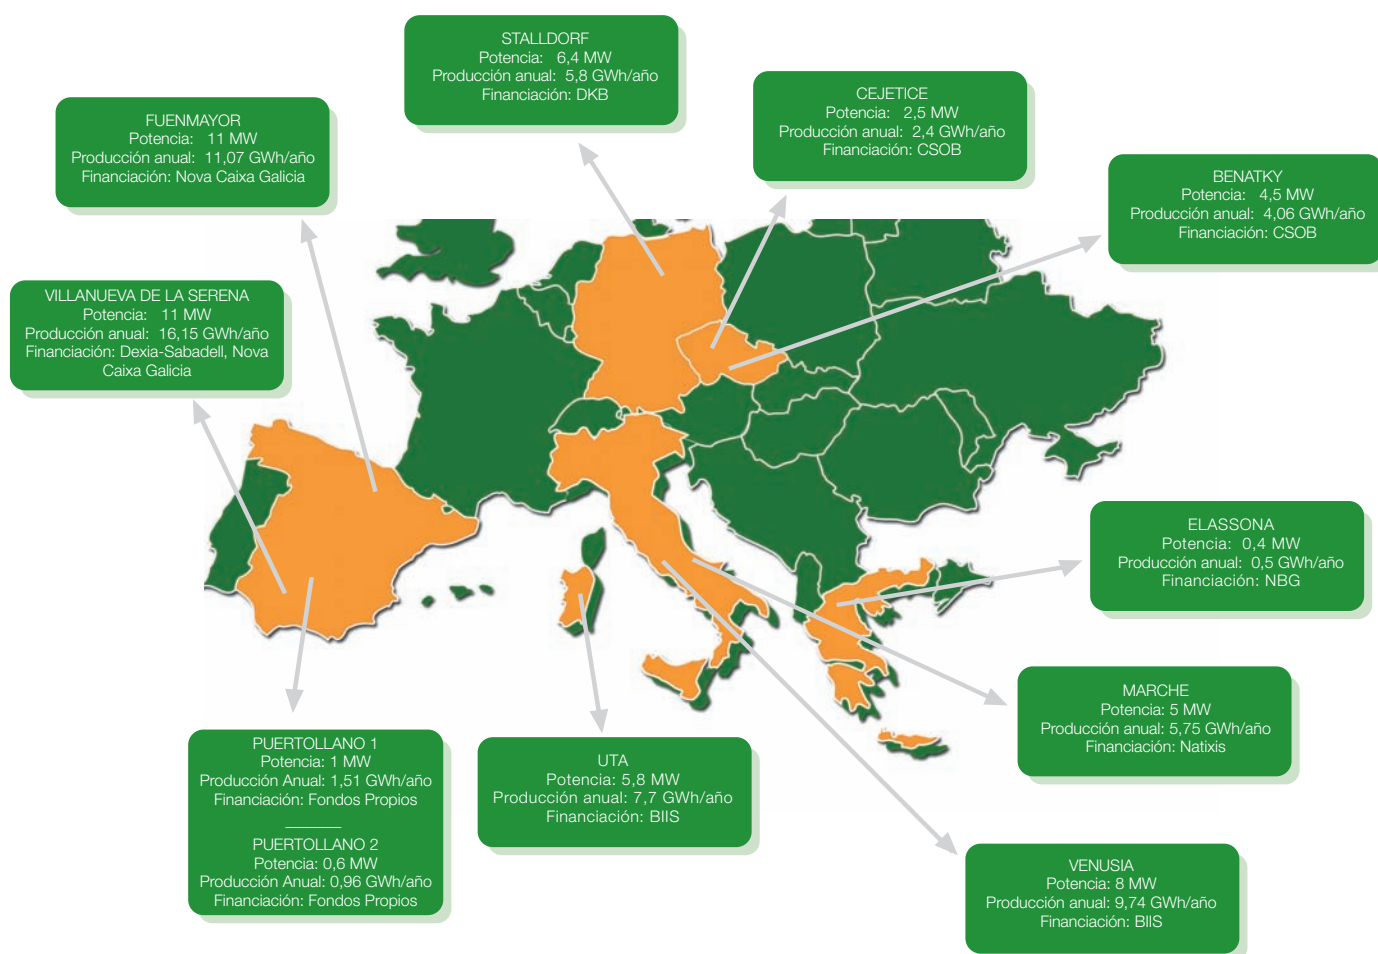 STALLDORF
Potencia: 6,4 MW
Producción anual: 5,8 GWh/año
Financiación: DKB
CEJETICE
Potencia: 2,5 MW
Producción anual: 2,4 GWh/año
Financiación: CSOB
FUENMAYOR
Potencia: 11 MW
Producción anual: 11,07 GWh/año
Financiación: Nova Caixa Galicia
BENATKY
Potencia: 4,5 MW
Producción anual: 4,06 GWh/año
Financiación: CSOB
VILLANUEVA DE LA SERENA
Potencia: 11 MW
Producción anual: 16,15 GWh/año
Financiación: Dexia-Sabadell, Nova
Caixa Galicia
ELASSONA
Potencia: 0,4 MW
Producción anual: 0,5 GWh/año
Financiación: NBG
MARCHE
Potencia: 5 MW
Producción anual: 5,75 GWh/año
Financiación: Natixis
PUERTOLLANO 1
Potencia: 1 MW
Producción Anual: 1,51 GWh/año
Financiación: Fondos Propios
PUERTOLLANO 2
Potencia: 0,6 MW
Producción Anual: 0,96 GWh/año
Financiación: Fondos Propios
UTA
Potencia: 5,8 MW
Producción anual: 7,7 GWh/año
Financiación: BIIS
VENUSIA
Potencia: 8 MW
Producción anual: 9,74 GWh/año
Financiación: BIIS